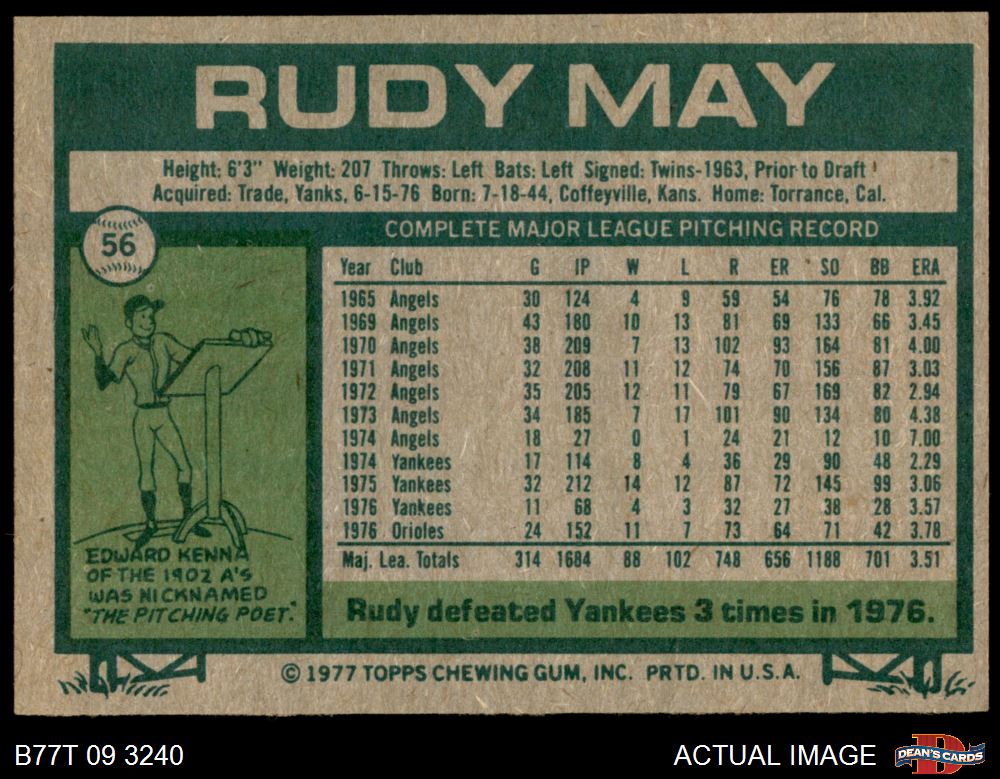 RUDY MAY
Height: 6'3" Weight: 207 Throws: Left Bats: Left Signed: Twins-1963, Prior to Draft
Acquired: Trade, Yanks, 6-15-76 Born: 7-18-44, Coffeyville, Kans. Home: Torrance, Cal.
56
COMPLETE MAJOR LEAGUE PITCHING RECORD
Year Club G IP W L R ER SO BB ERA
1965 Angels 30 124 4 9 59 54 76 78 3.92
1969 Angels 43 180 10 13 81 69 133 66 3.45
1970 Angels 38 209 7 13 102 93 164 81 4.00
1971 Angels 32 208 11 12 74 70 156 87 3.03
1972 Angels 35 205 12 11 79 67 169 82 2.94
1973 Angels 34 185 7 17 101 90 134 80 4.38
1974 Angels 18 27 0 1 24 21 12 10 7.00
1974 Yankees 17 114 8 4 36 29 90 48 2.29
1975 Yankees 32 212 14 12 87 72 145 99 3.06
1976 Yankees 11 68 4 3 32 27 38 28 3.57
1976 Orioles 24 152 11 7 73 64 71 42 3.78
Maj. Lea. Totals 314 1684 88 102 748 656 1188 701 3.51
EDWARD KENNA
OF THE 1902 A'S
WAS NICKNAMED
"THE PITCHING POET."
Rudy defeated Yankees 3 times in 1976.
© 1977 TOPPS CHEWING GUM, INC. PRTD. IN U.S.A.
B77T 09 3240
ACTUAL IMAGE
D
DEAN'S CARDS